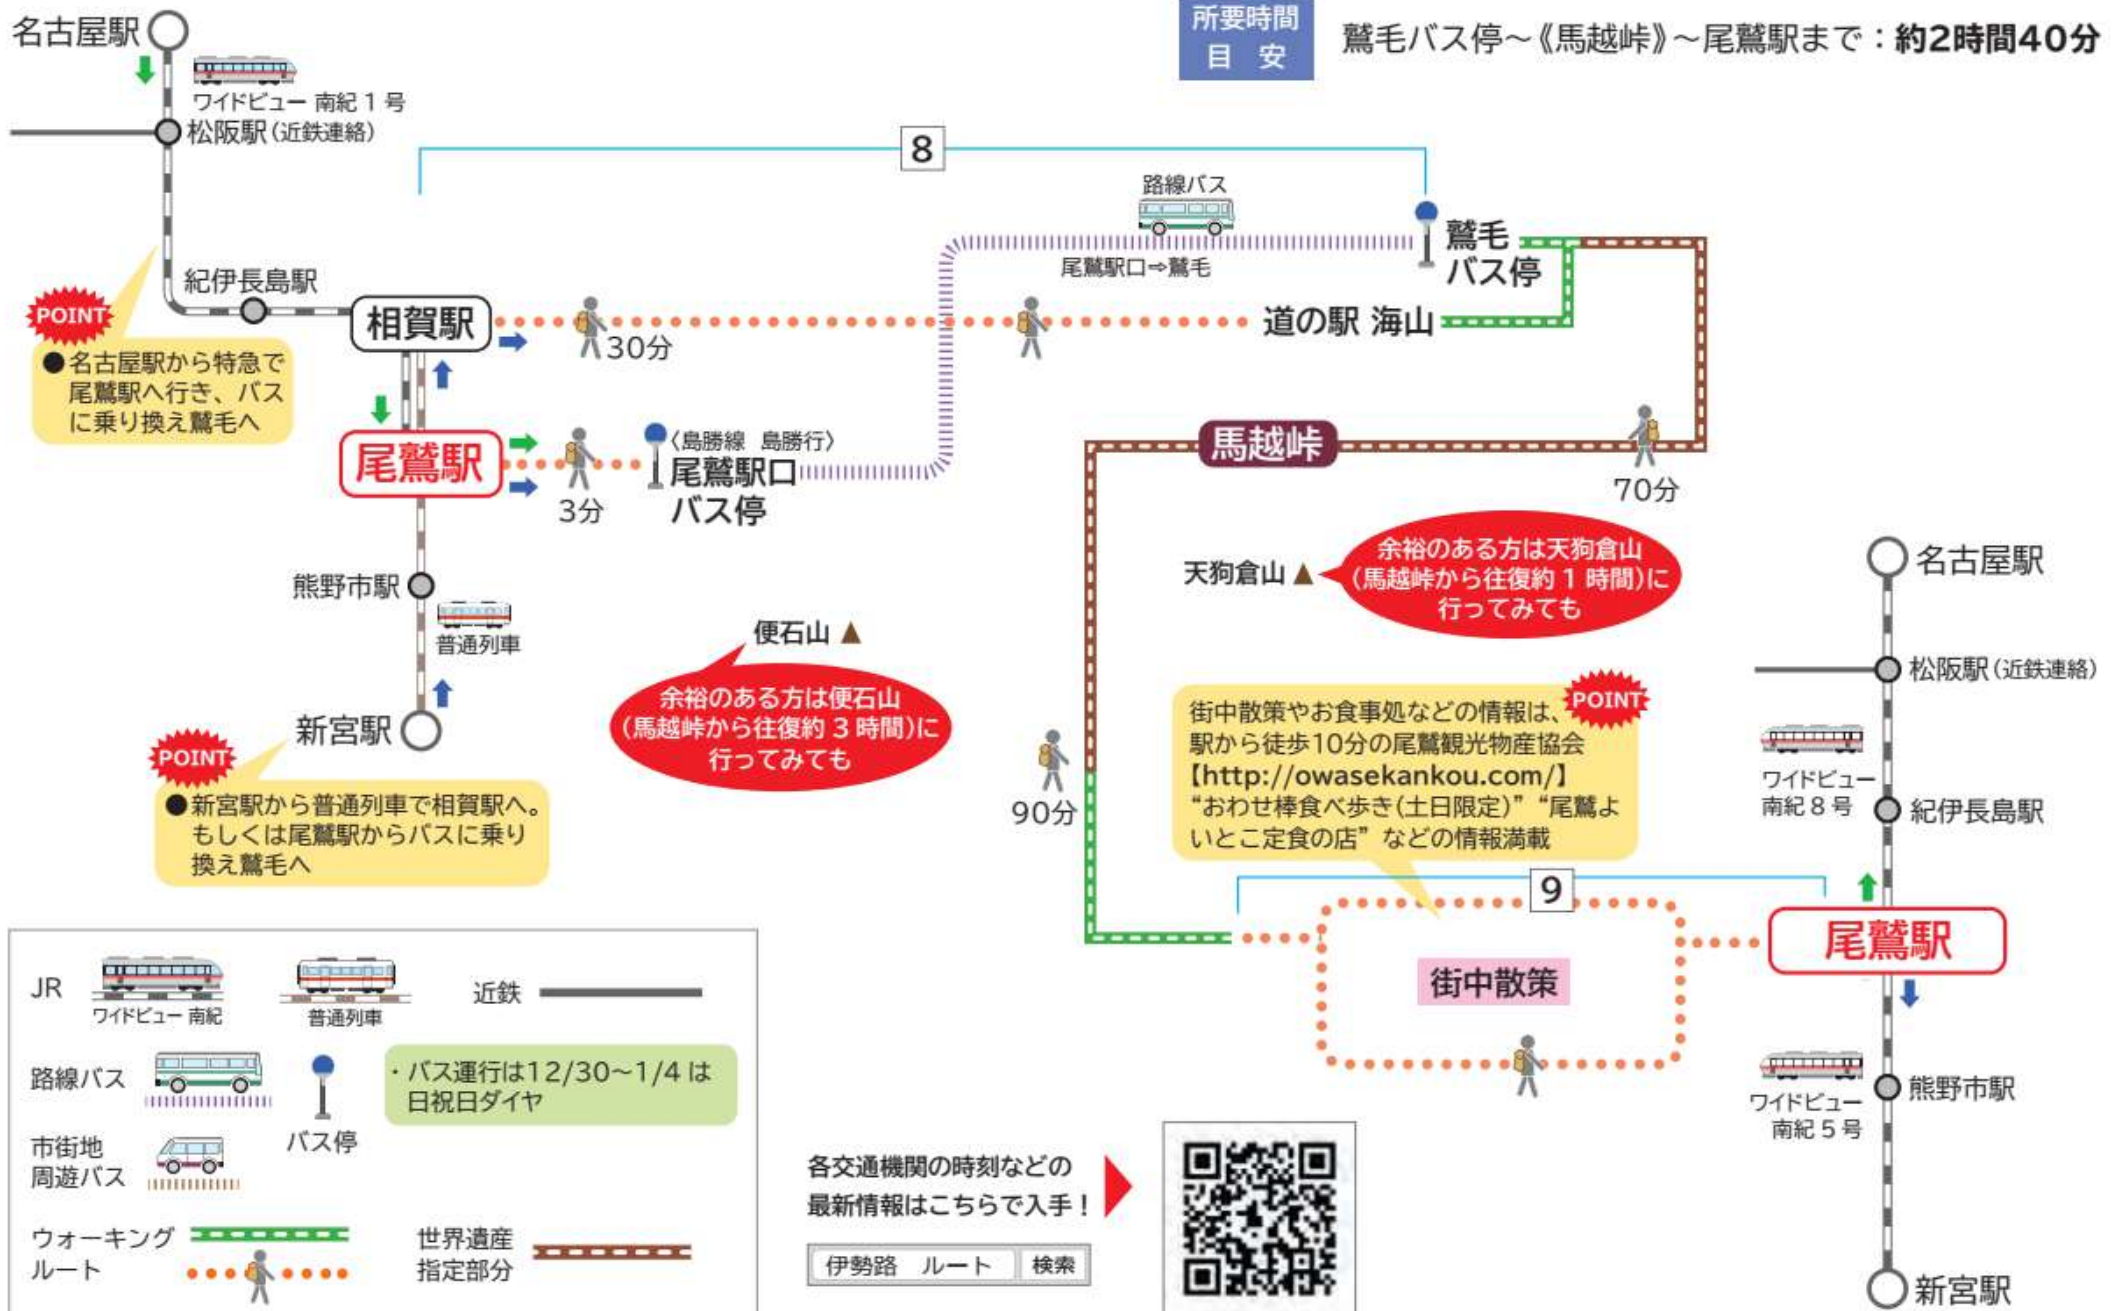 所要時間
目 安
鷲毛バス停～《馬越峠》～尾鷲駅まで：約2時間40分
名古屋駅
ワイドビュー 南紀 1 号
松阪駅（近鉄連絡）
8
路線バス
鷲毛
バス停
尾鷲駅口⇨鷲毛
紀伊長島駅
POINT
●名古屋駅から特急で
尾鷲駅へ行き、バス
に乗り換え鷲毛へ
相賀駅
30分
道の駅 海山
尾鷲駅
3分
〈島勝線 島勝行〉
尾鷲駅口
バス停
馬越峠
70分
熊野市駅
普通列車
新宮駅
POINT
●新宮駅から普通列車で相賀駅へ。
もしくは尾鷲駅からバスに乗り
換え鷲毛へ
便石山 ▲
余裕のある方は便石山
（馬越峠から往復約 3 時間）に
行ってみても
天狗倉山 ▲
余裕のある方は天狗倉山
（馬越峠から往復約 1 時間）に
行ってみても
90分
POINT
街中散策やお食事処などの情報は、
駅から徒歩10分の尾鷲観光物産協会
【http://owasekankou.com/】
“おわせ棒食べ歩き(土日限定)” “尾鷲よ
いとこ定食の店” などの情報満載
9
街中散策
名古屋駅
松阪駅（近鉄連絡）
ワイドビュー
南紀 8 号
紀伊長島駅
尾鷲駅
ワイドビュー
南紀 5 号
熊野市駅
新宮駅
JR
ワイドビュー 南紀
普通列車
近鉄
路線バス
バス停
・バス運行は12/30～1/4 は
日祝日ダイヤ
市街地
周遊バス
ウォーキング
ルート
世界遺産
指定部分
各交通機関の時刻などの
最新情報はこちらで入手！
伊勢路 ルート 検索